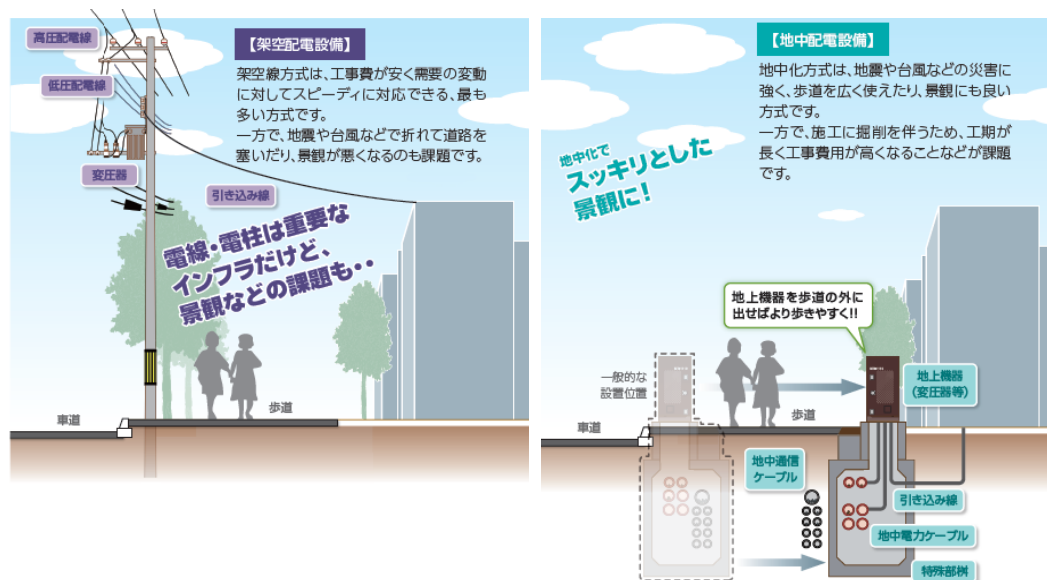 高圧配電線
低圧配電線
変圧器
引き込み線
【架空配電設備】
架空線方式は、工事費が安く需要の変動
に対してスピーディに対応できる、最も
多い方式です。
一方で、地震や台風などで折れて道路を
塞いだり、景観が悪くなるのも課題です。
電線・電柱は重要な
インフラだけど、
景観などの課題も・・
車道
歩道
【地中配電設備】
地中化方式は、地震や台風などの災害に
強く、歩道を広く使えたり、景観にも良い
方式です。
一方で、施工に掘削を伴うため、工期が
長く工事費用が高くなることなどが課題
です。
地中化で
スッキリとした
景観に！
地上機器を歩道の外に
出せばより歩きやすく!!
一般的な
設置位置
地上機器
（変圧器等）
車道
歩道
地中通信
ケーブル
引き込み線
地中電力ケーブル
特殊部桝